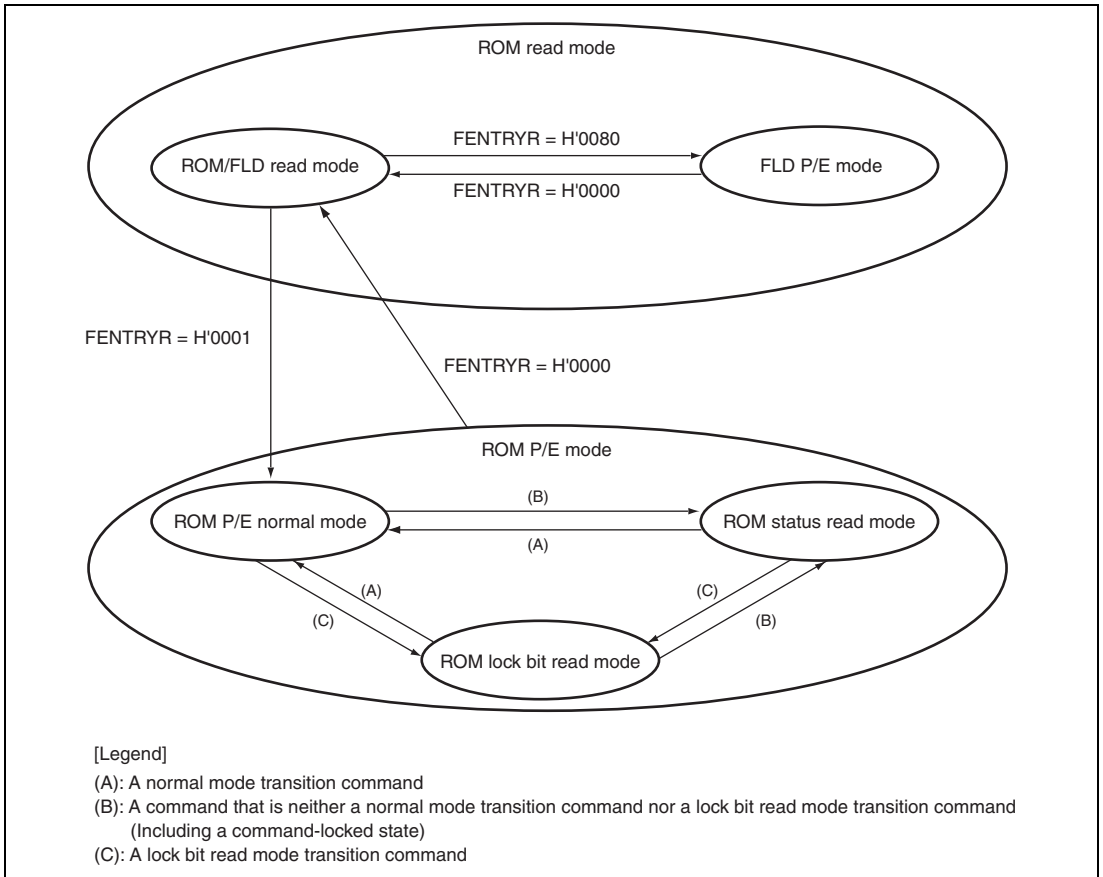 ROM read mode
FENTRYR = H'0080
ROM/FLD read mode
FLD P/E mode
FENTRYR = H'0000
FENTRYR = H'0001
FENTRYR = H'0000
ROM P/E mode
(B)
ROM P/E normal mode
ROM status read mode
(A)
(A)
(C)
(C)
(B)
ROM lock bit read mode
[Legend]
(A): A normal mode transition command
(B): A command that is neither a normal mode transition command nor a lock bit read mode transition command
(Including a command-locked state)
(C): A lock bit read mode transition command